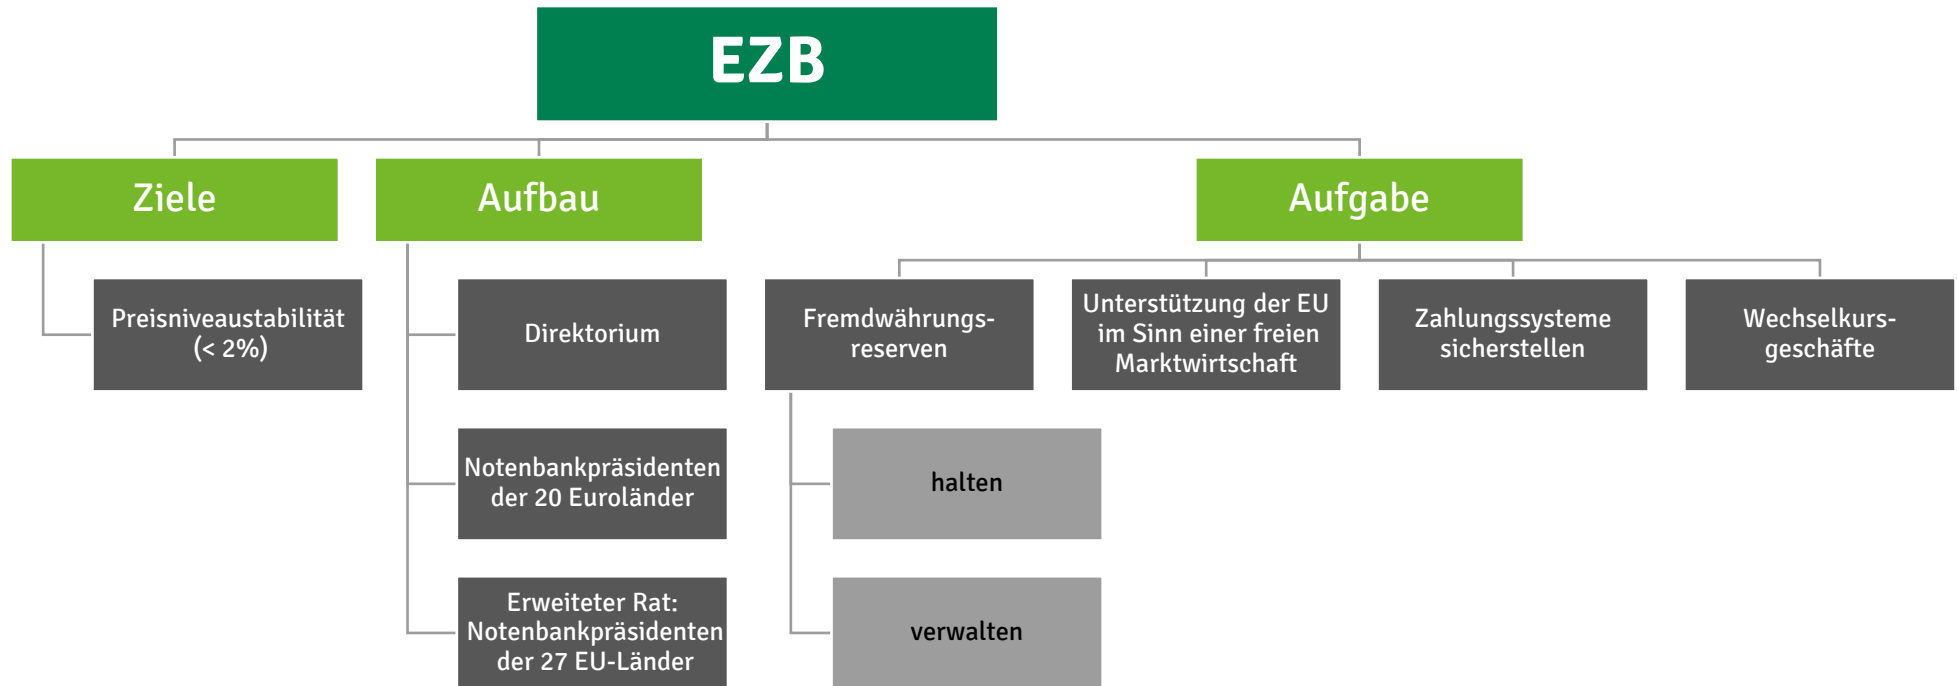 EZB
Ziele
Aufbau
Aufgabe
Preisniveaustabilität
(< 2%)
Direktorium
Fremdwährungs-
reserven
Unterstützung der EU
im Sinn einer freien
Marktwirtschaft
Zahlungssysteme
sicherstellen
Wechselkurs-
geschäfte
Notenbankpräsidenten
der 20 Euroländer
halten
Erweiteter Rat:
Notenbankpräsidenten
der 27 EU-Länder
verwalten